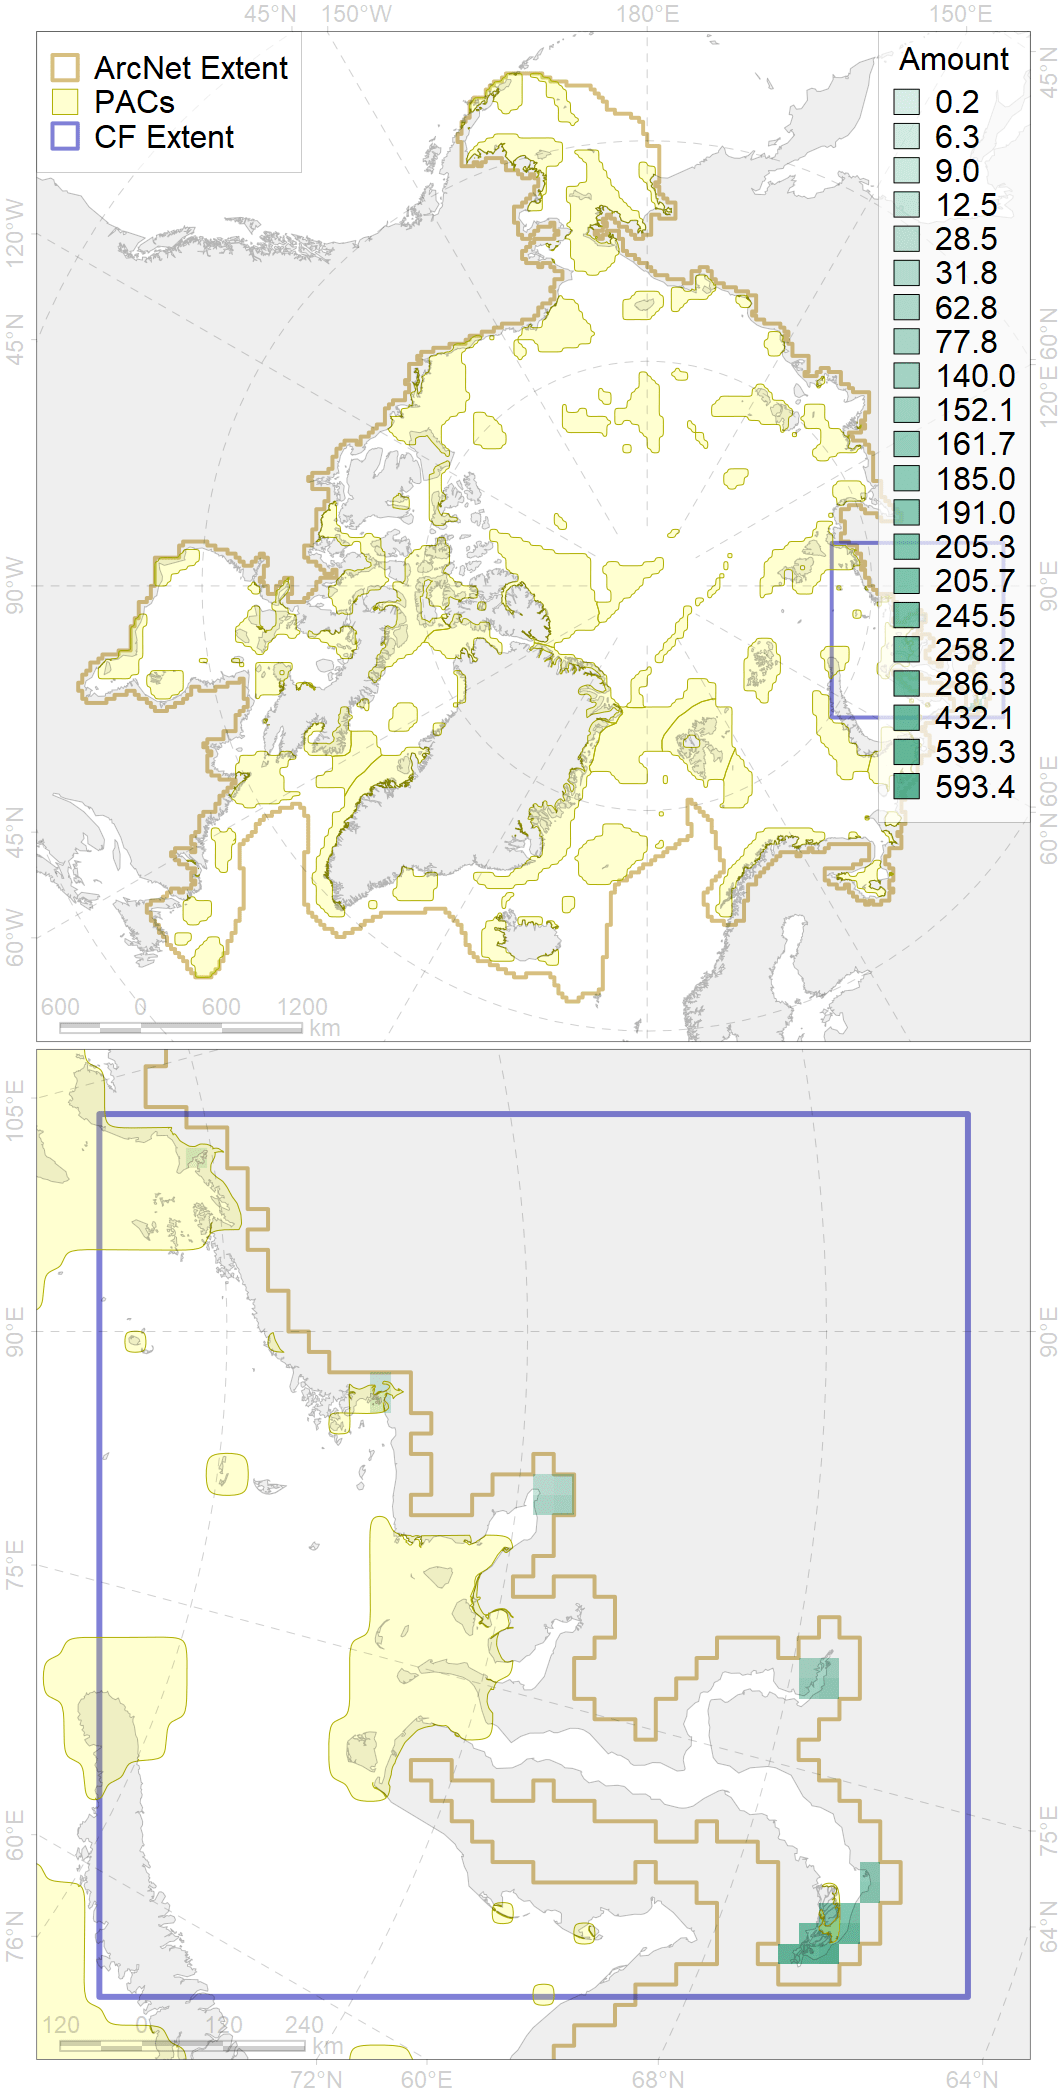 45°N 150°W 180°E 150°E
ArcNet Extent
PACs
CF Extent
Amount
0.2
6.3
9.0
12.5
28.5
31.8
62.8
77.8
140.0
152.1
161.7
185.0
191.0
205.3
205.7
245.5
258.2
286.3
432.1
539.3
593.4
120°W
45°N
90°W
45°N
60°W
45°N
60°N
120°E
90°E
60°E
60°N
600 0 600 1200
km
105°E
90°E
75°E
60°E
76°N
90°E
75°E
64°N
120 0 120 240
km
72°N 60°E 68°N 64°N